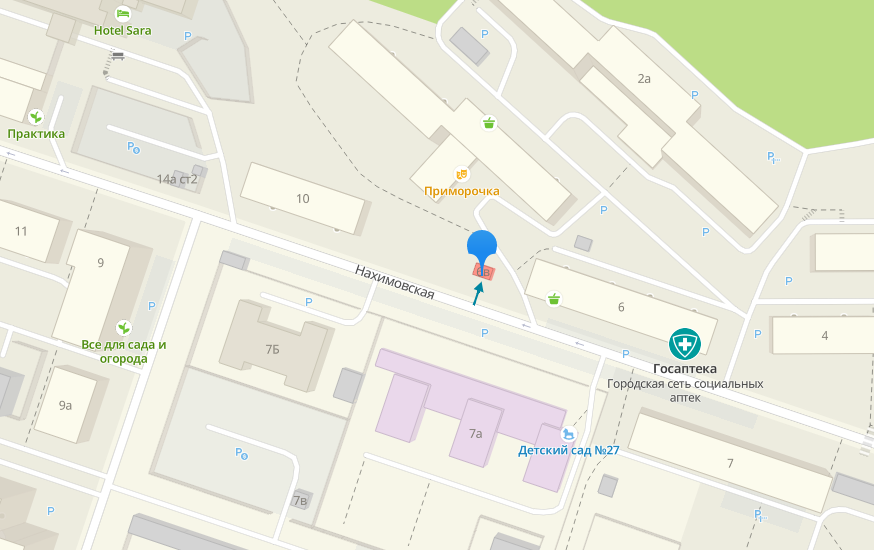 Hotel Sara
P
2а
P
Практика
P
P
14а ст2
Приморочка
10
P
11
9
P
6в
P
Нахимовская
P
P
6
P
4
Все для сада и
огорода
7Б
P
P
Госаптека
Городская сеть социальных
аптек
9а
7а
Детский сад №27
P
7
7в
P
P